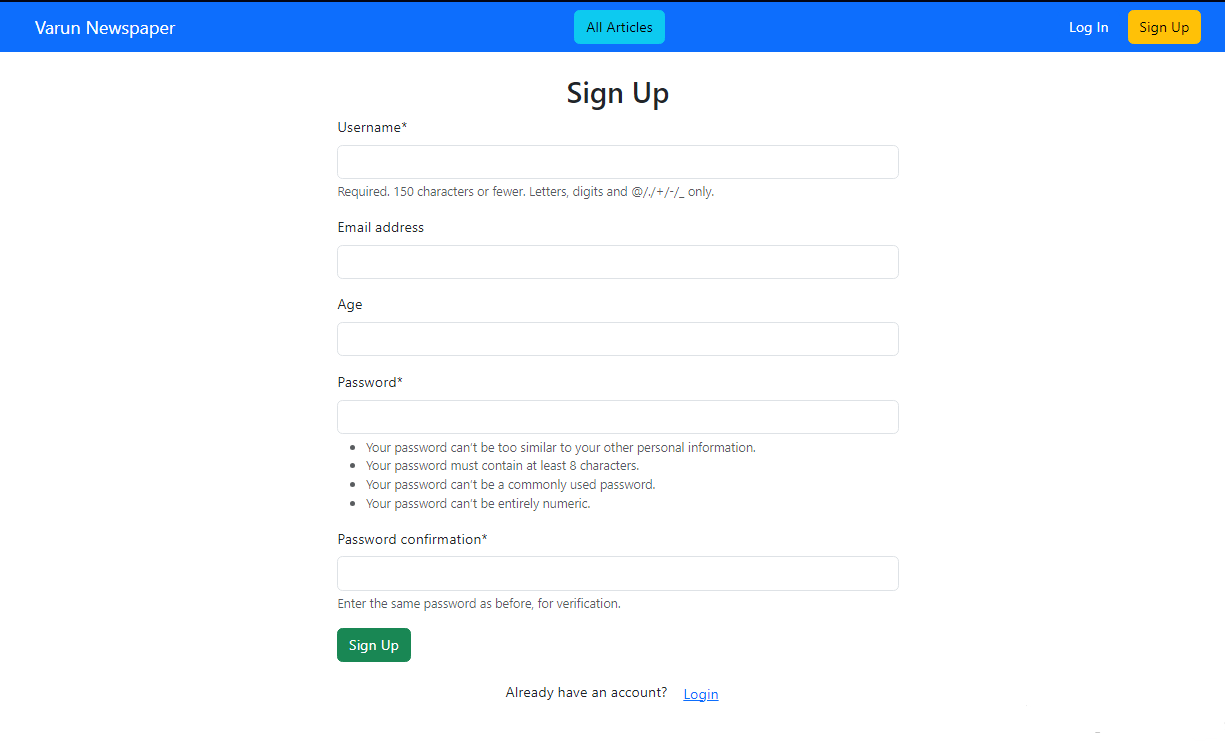 Varun Newspaper All Articles Log In Sign Up
Sign Up
Username*
Required. 150 characters or fewer. Letters, digits and @/./+/-/_ only.
Email address
Age
Password*
Your password can't be too similar to your other personal information.
Your password must contain at least 8 characters.
Your password can't be a commonly used password.
Your password can't be entirely numeric.
Password confirmation*
Enter the same password as before, for verification.
Sign Up
Already have an account? Login